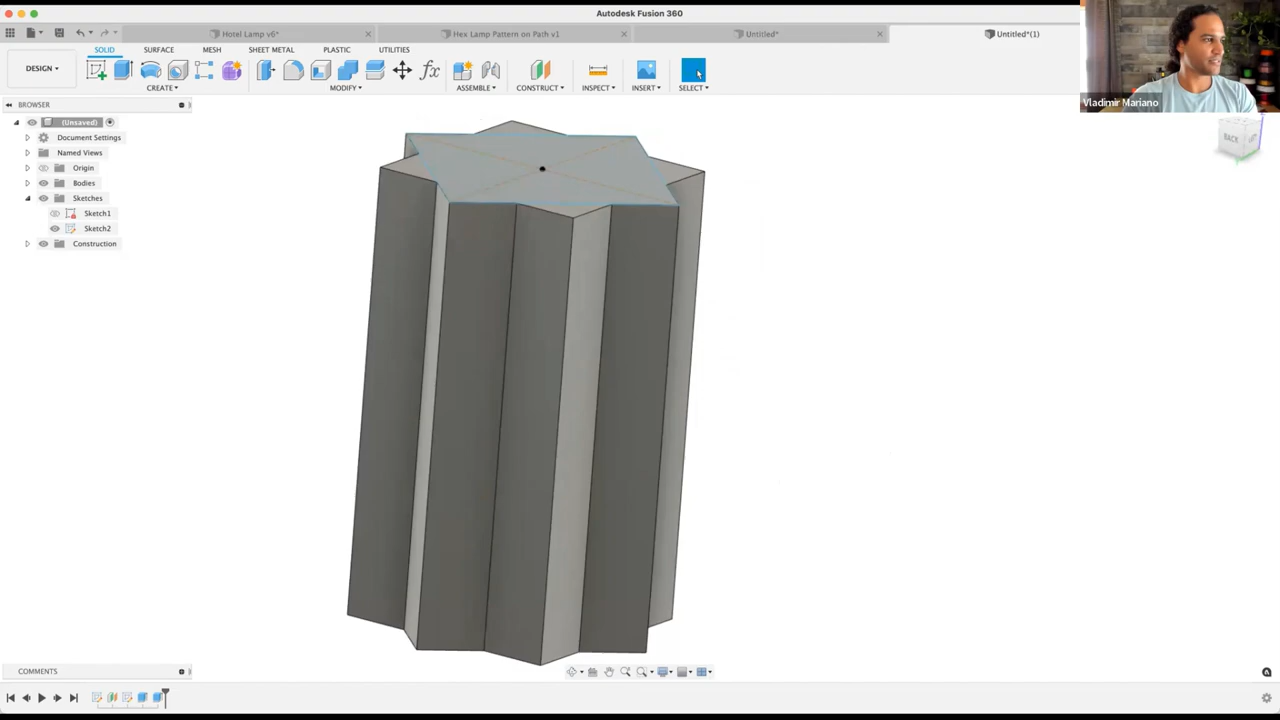 Autodesk Fusion 360
Hotel Lamp v6*
Hex Lamp Pattern on Path v1
Untitled*
Untitled*(1)
SOLID SURFACE MESH SHEET METAL PLASTIC UTILITIES
DESIGN
CREATE MODIFY ASSEMBLE CONSTRUCT INSPECT INSERT SELECT
fx
Vladimir Mariano
BACK
BROWSER
(Unsaved)
Document Settings
Named Views
Origin
Bodies
Sketches
Sketch1
Sketch2
Construction
COMMENTS